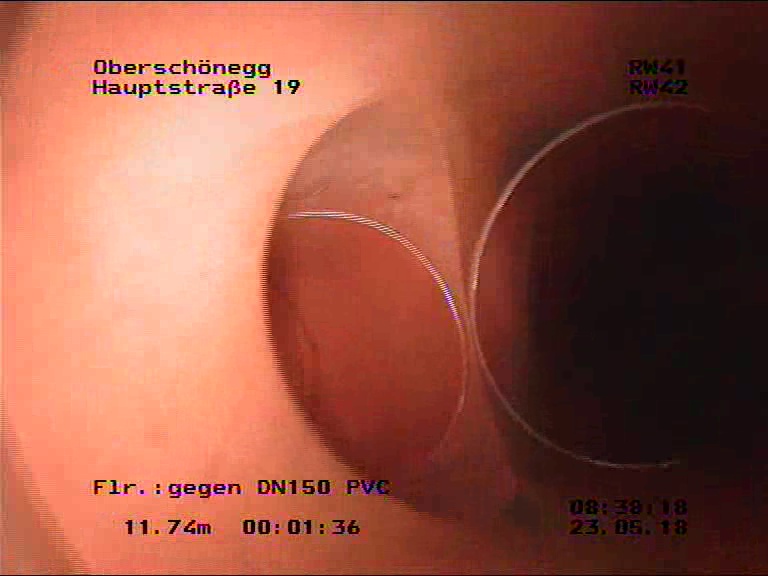 Oberschönegg
Hauptstraße 19
RW41
RW42
Flr.:gegen DN150 PVC
11.74m 00:01:36
08:38:18
23.05.18